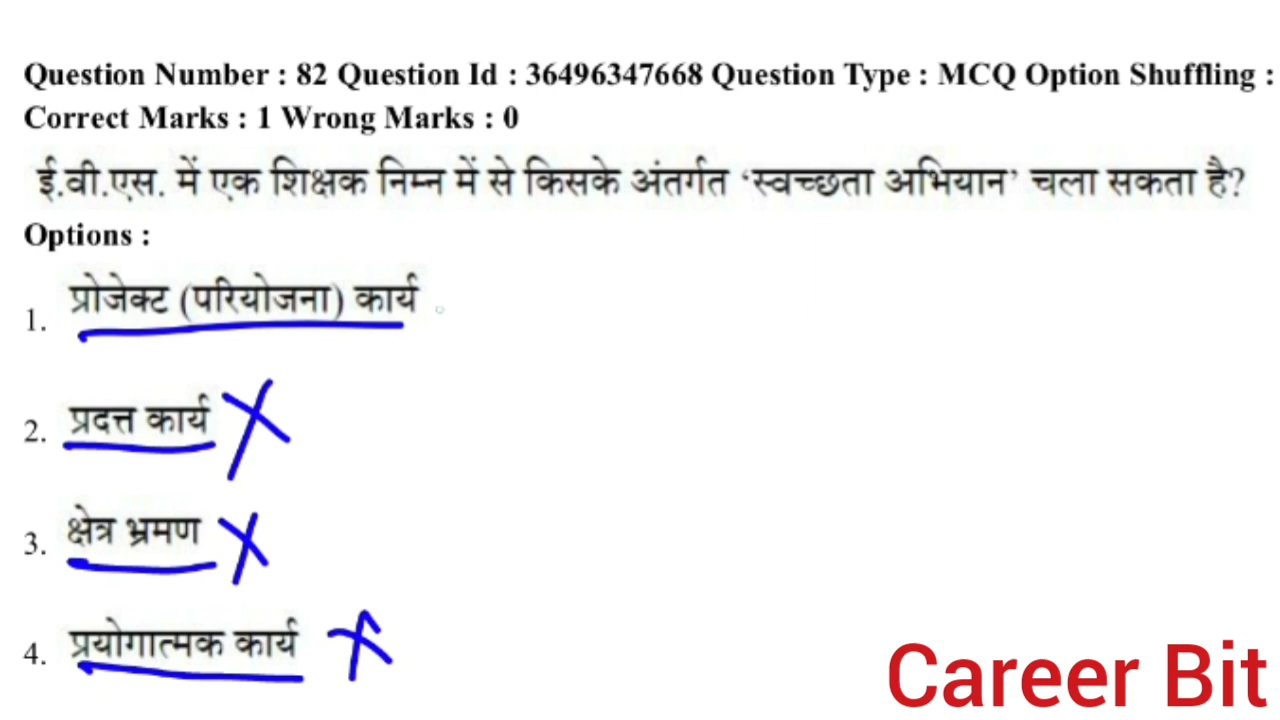 Question Number : 82 Question Id : 36496347668 Question Type : MCQ Option Shuffling :
Correct Marks : 1 Wrong Marks : 0
ई.वी.एस. में एक शिक्षक निम्न में से किसके अंतर्गत ‘स्वच्छता अभियान’ चला सकता है?
Options :
1. प्रोजेक्ट (परियोजना) कार्य
2. प्रदत्त कार्य
3. क्षेत्र भ्रमण
4. प्रयोगात्मक कार्य
Career Bit